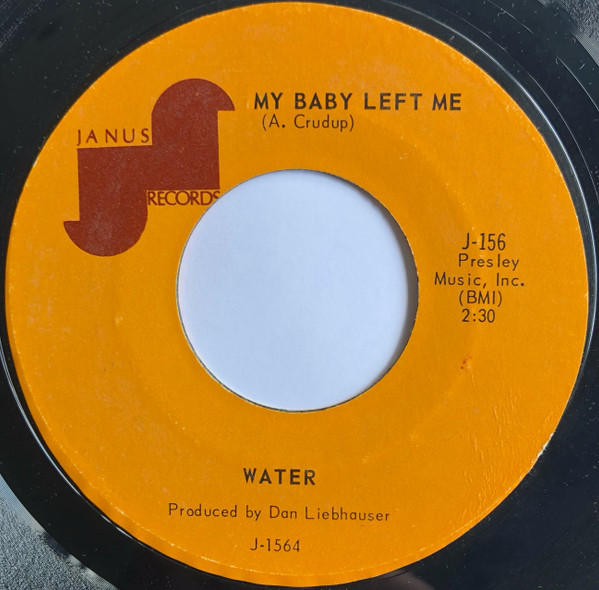 JANUS
RECORDS
MY BABY LEFT ME
(A. Crudup)
J-156
Presley
Music, Inc.
(BMI)
2:30
WATER
Produced by Dan Liebhauser
J-1564